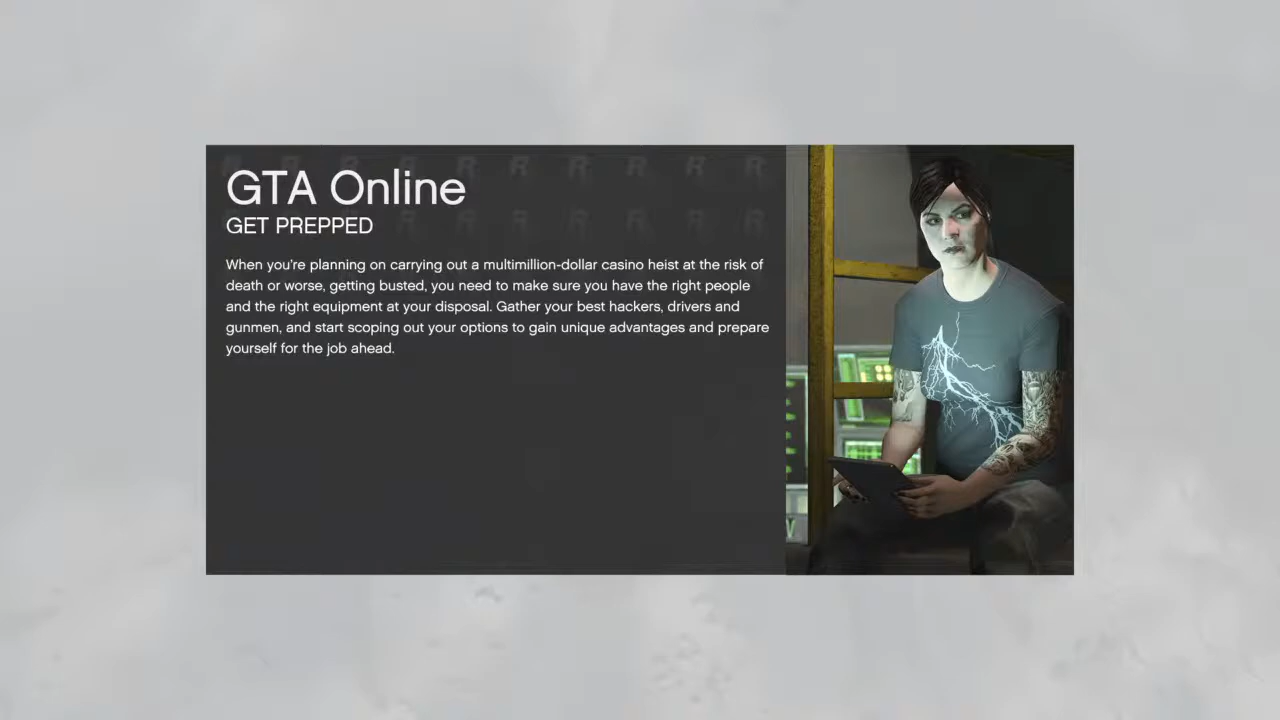 GTA Online
GET PREPPED
When you're planning on carrying out a multimillion-dollar casino heist at the risk of
death or worse, getting busted, you need to make sure you have the right people
and the right equipment at your disposal. Gather your best hackers, drivers and
gunmen, and start scoping out your options to gain unique advantages and prepare
yourself for the job ahead.